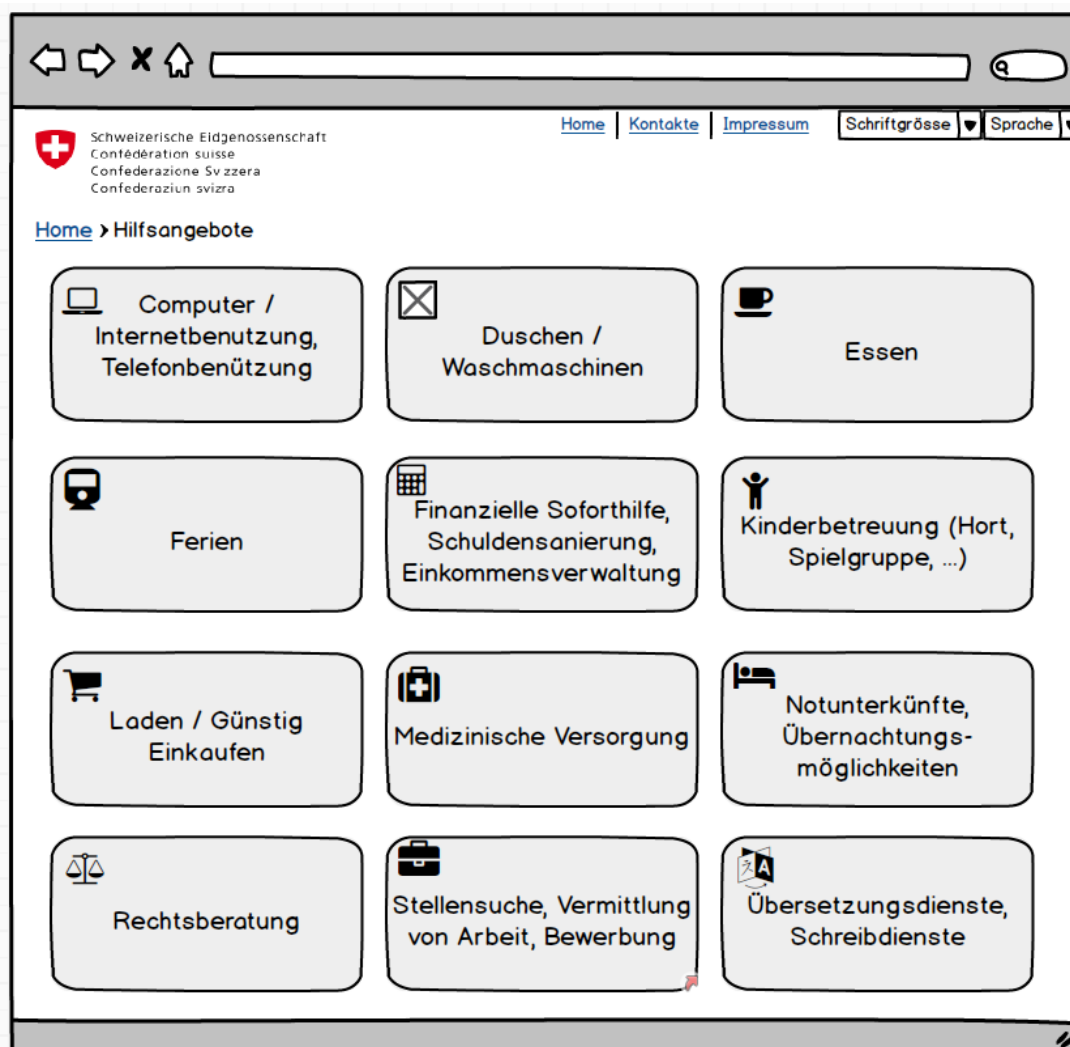 Home | Kontakte | Impressum Schriftgrösse Sprache
Schweizerische Eidgenossenschaft
Confédération suisse
Confederazione Svizzera
Confederaziun svizra
Home > Hilfsangebote
Computer /
Internetbenutzung,
Telefonbenützung
Duschen /
Waschmaschinen
Essen
Ferien
Finanzielle Soforthilfe,
Schuldensanierung,
Einkommensverwaltung
Kinderbetreuung (Hort,
Spielgruppe, ...)
Laden / Günstig
Einkaufen
Medizinische Versorgung
Notunterkünfte,
Übernachtungs-
möglichkeiten
Rechtsberatung
Stellensuche, Vermittlung
von Arbeit, Bewerbung
Übersetzungsdienste,
Schreibdienste